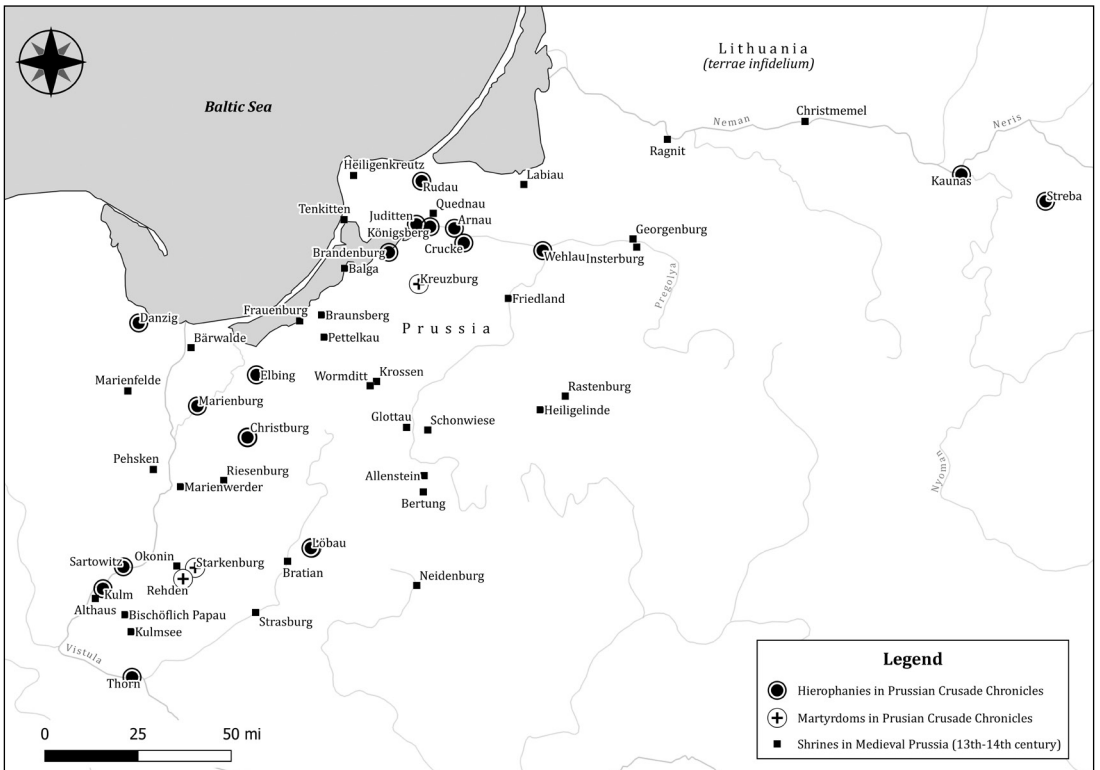 Lithuania
(terrae infidelium)
Baltic Sea
Christmemel
Neman
Neris
Ragnit
Heiligenkreutz
Labiau
Kaunas
Rudau
Streba
Quednau
Tenkitten
Juditten
Arnau
Königsberg
Georgenburg
Crucke
Brandenburg
Wehlau
Insterburg
Balga
Kreuzburg
Pregolya
Friedland
Frauenburg
Braunsberg
Danzig
Prussia
Bärwalde
Pettelkau
Elbing
Krossen
Marienfelde
Wormditt
Rastenburg
Marienburg
Heiligelinde
Glottau
Schonwiese
Christburg
Pehsken
Riesenburg
Allenstein
Nyoman
Marienwerder
Bertung
Löbau
Okonin
Sartowitz
Starkenburg
Bratian
Neidenburg
Rehden
Kulm
Althaus
Bischöflich Papau
Strasburg
Kulmsee
Vistula
Thorn
Legend
Hierophanies in Prussian Crusade Chronicles
Martyrdoms in Prusian Crusade Chronicles
Shrines in Medieval Prussia (13th-14th century)
0 25 50 mi